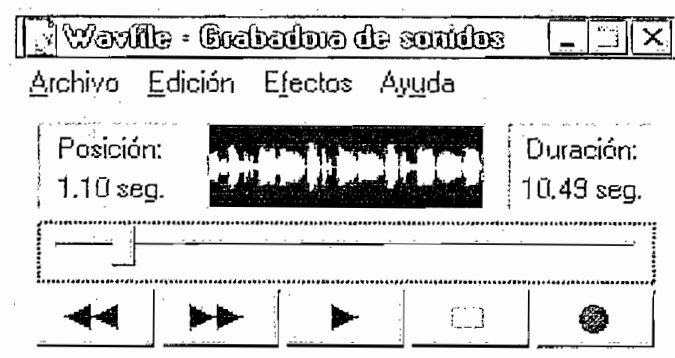 Wavfile - Grabadora de sonidos
Archivo Edición Efectos Ayuda
Posición: Duración:
1.10 seg. 10.49 seg.